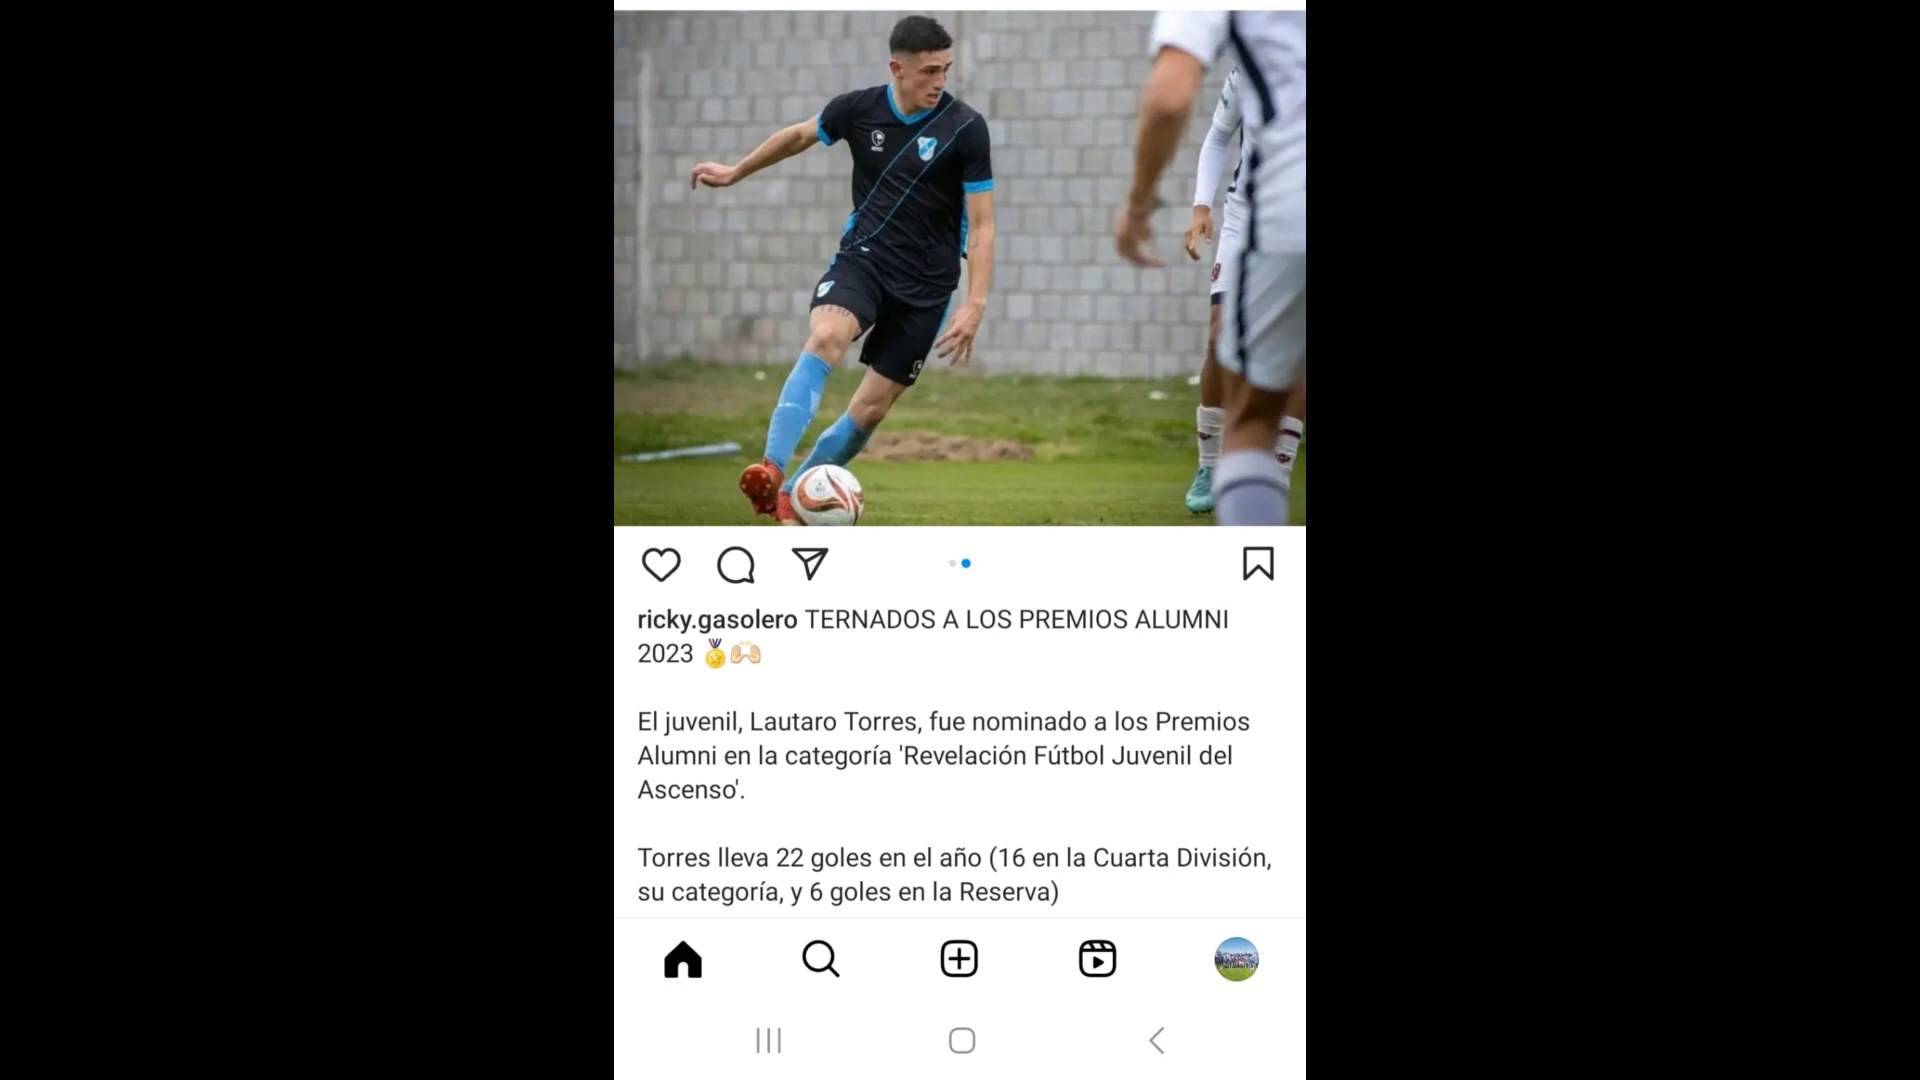 ricky.gasolero TERNADOS A LOS PREMIOS ALUMNI
2023 🏅🙌🏻
El juvenil, Lautaro Torres, fue nominado a los Premios
Alumni en la categoría 'Revelación Fútbol Juvenil del
Ascenso'.
Torres lleva 22 goles en el año (16 en la Cuarta División,
su categoría, y 6 goles en la Reserva)